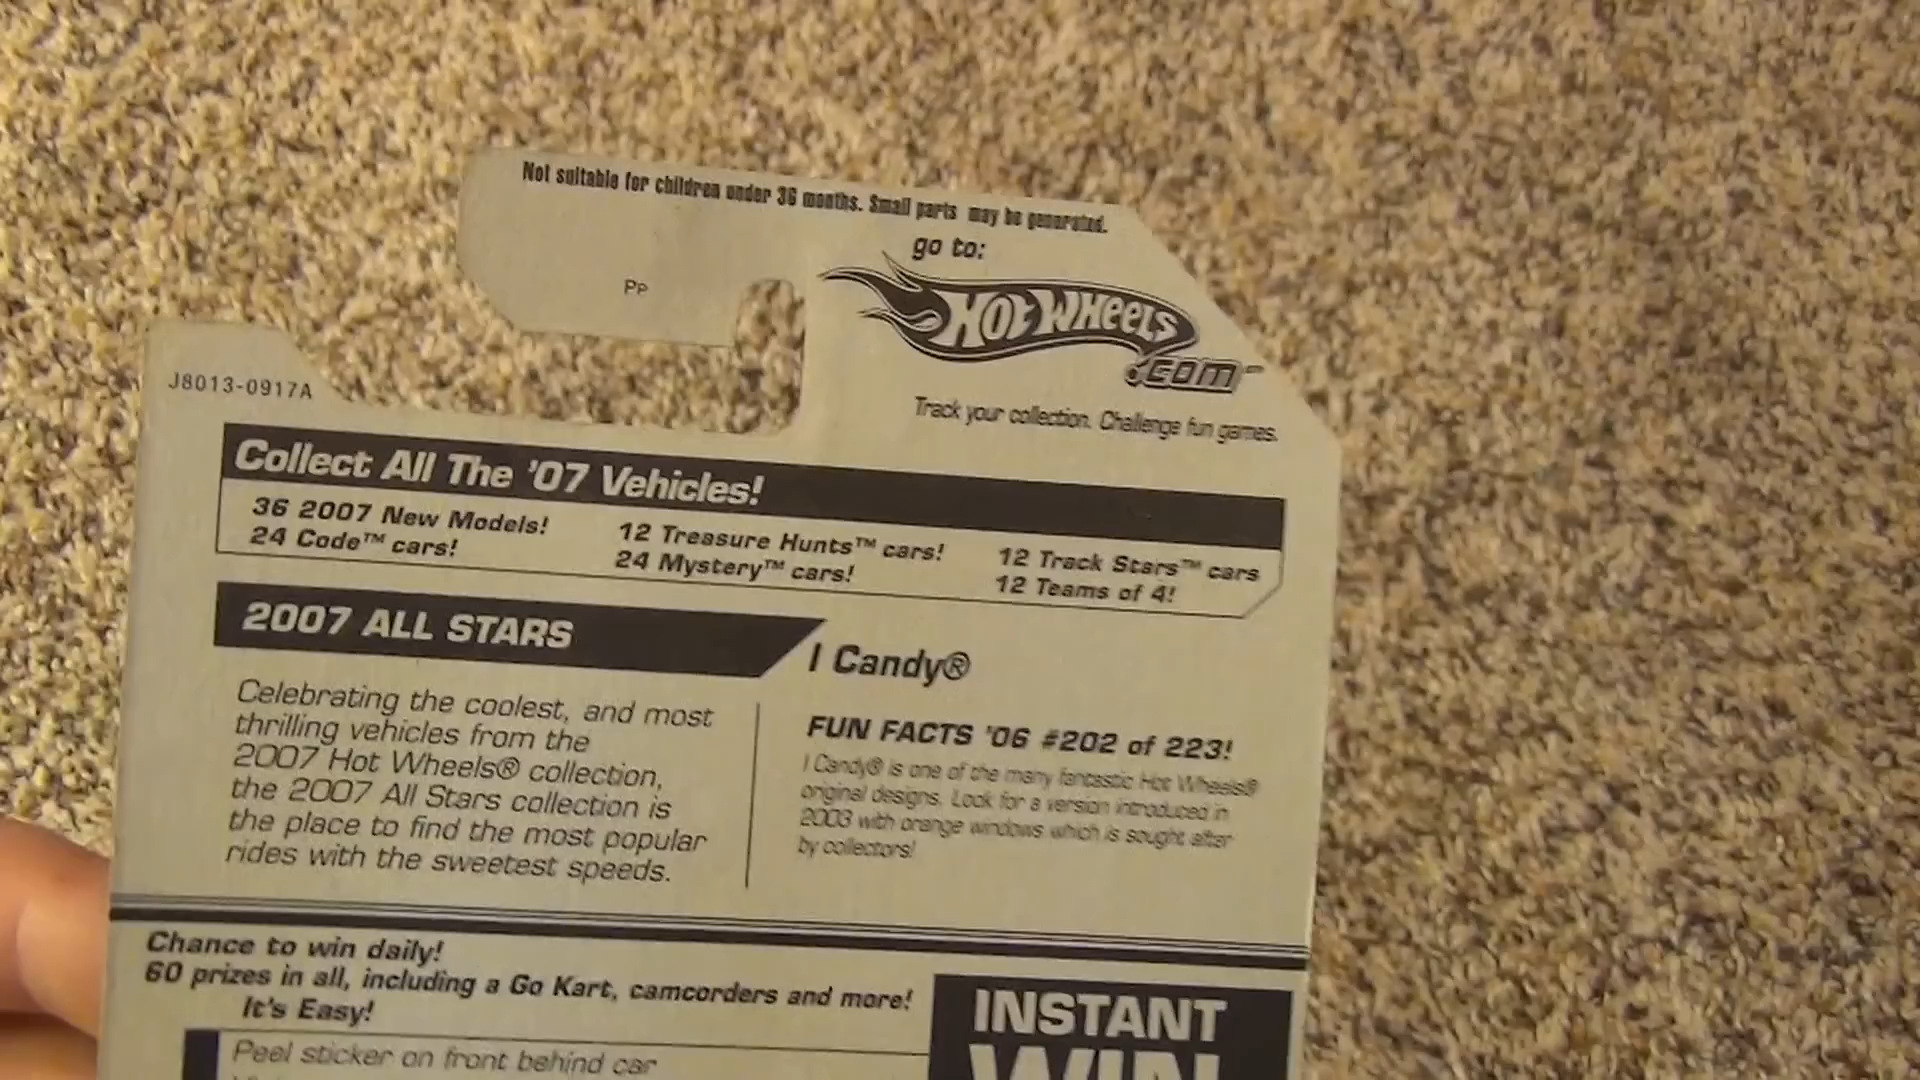 Not suitable for children under 36 months. Small parts may be generated.
go to:
Hot Wheels
.com™
PP
J8013-0917A
Track your collection. Challenge fun games.
Collect All The '07 Vehicles!
36 2007 New Models!
24 Code™ cars!
12 Treasure Hunts™ cars!
24 Mystery™ cars!
12 Track Stars™ cars
12 Teams of 4!
2007 ALL STARS
Celebrating the coolest, and most
thrilling vehicles from the
2007 Hot Wheels® collection,
the 2007 All Stars collection is
the place to find the most popular
rides with the sweetest speeds.
I Candy®
FUN FACTS '06 #202 of 223!
I Candy® is one of the many fantastic Hot Wheels®
original designs. Look for a version introduced in
2003 with orange windows which is sought after
by collectors!
Chance to win daily!
60 prizes in all, including a Go Kart, camcorders and more!
It's Easy!
Peel sticker on front behind car
INSTANT
WIN